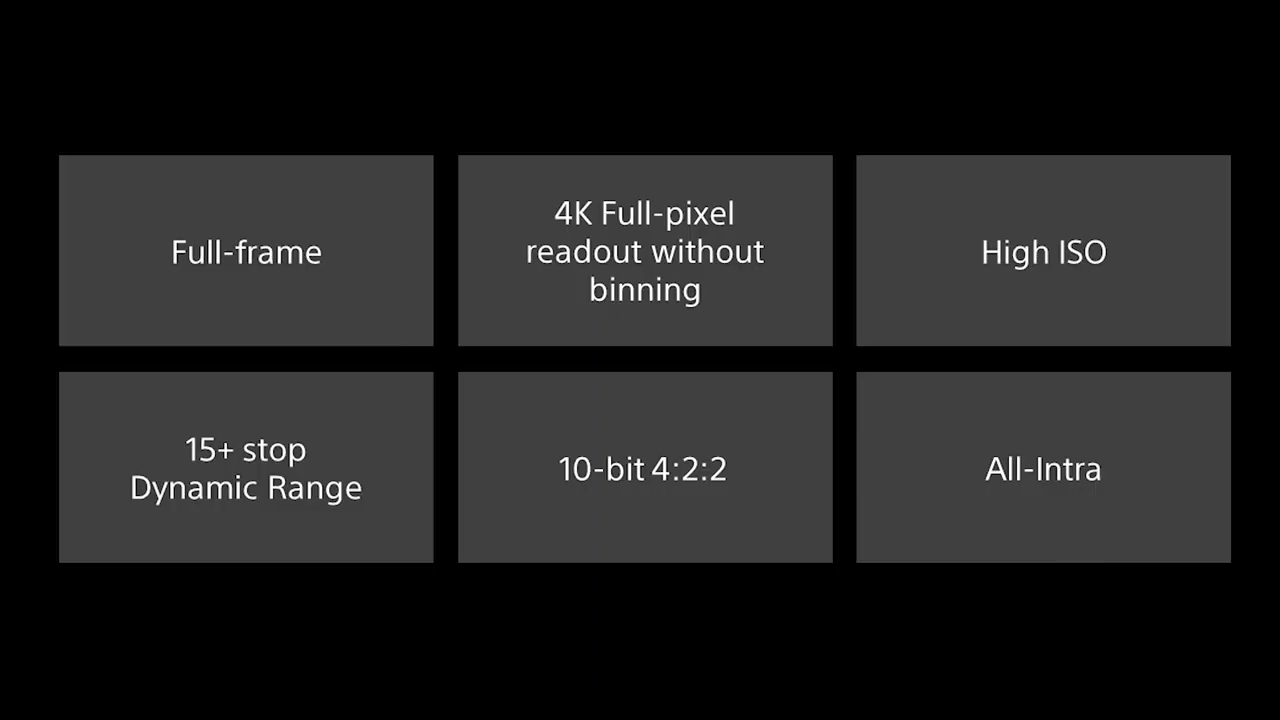 Full-frame
4K Full-pixel
readout without
binning
High ISO
15+ stop
Dynamic Range
10-bit 4:2:2
All-Intra